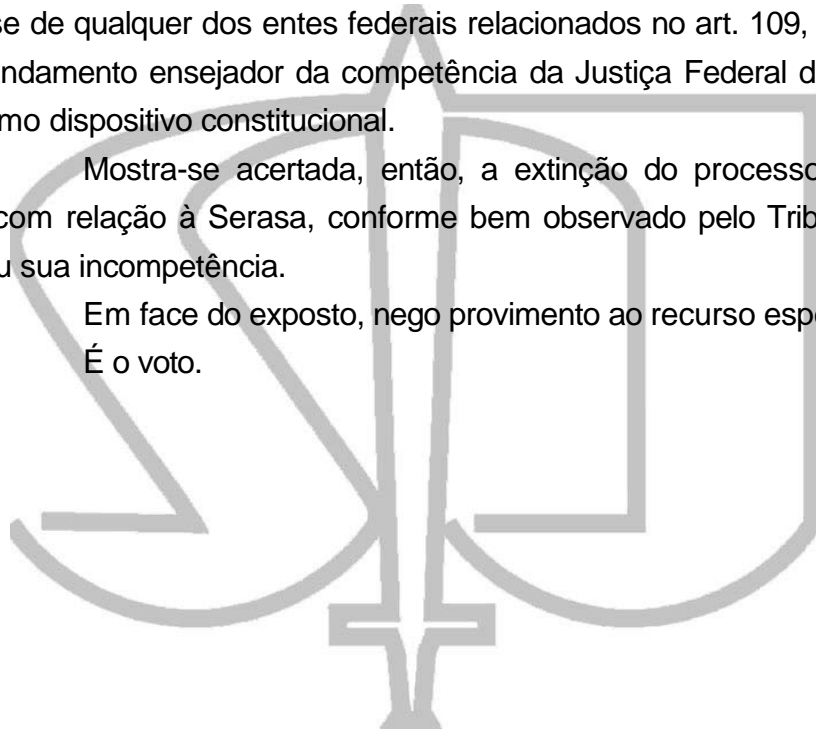 se de qualquer dos entes federais relacionados no art. 109,
ndamento ensejador da competência da Justiça Federal d
mo dispositivo constitucional.
Mostra-se acertada, então, a extinção do processo
com relação à Serasa, conforme bem observado pelo Trib
u sua incompetência.
Em face do exposto, nego provimento ao recurso espe
É o voto.